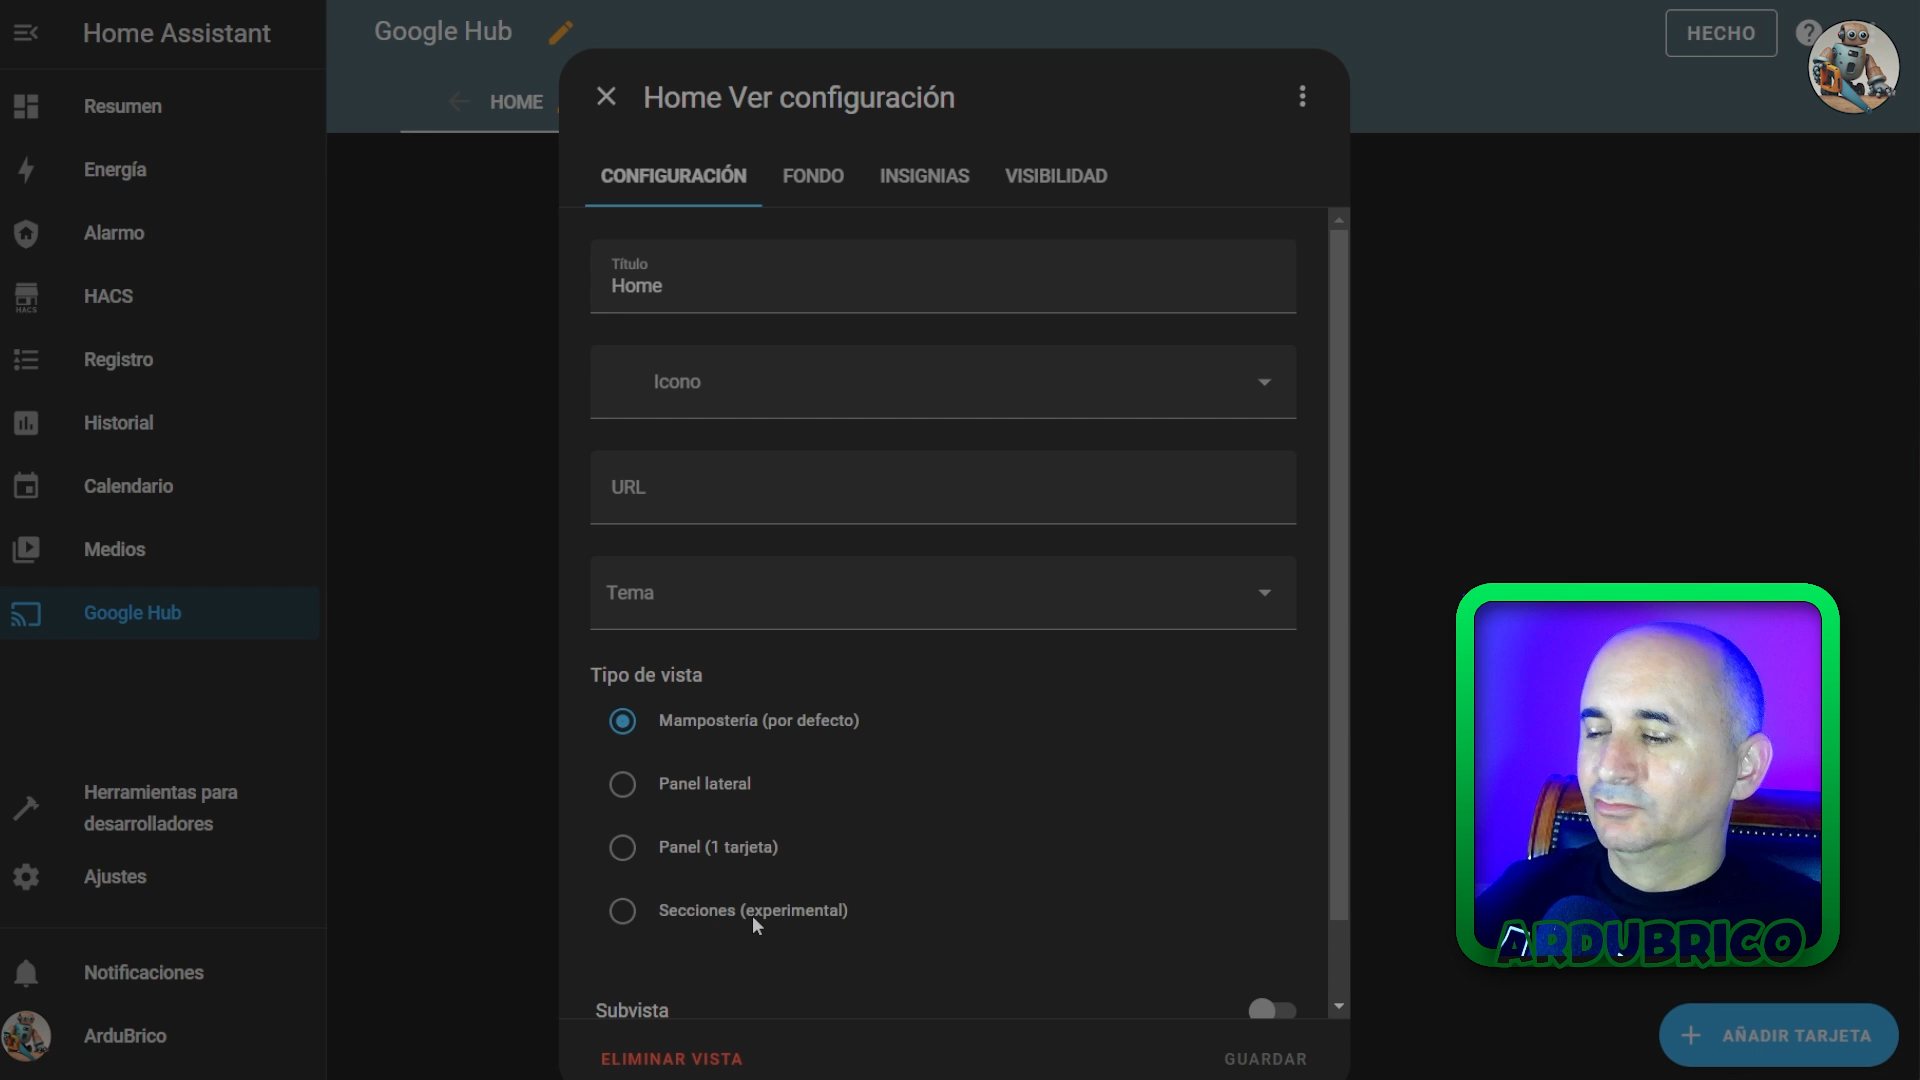 Home Assistant
Resumen
Energía
Alarmo
HACS
HACS
Registro
Historial
Calendario
Medios
Google Hub
Herramientas para
desarrolladores
Ajustes
Notificaciones
ArduBrico
Google Hub
HOME
HECHO
Home Ver configuración
CONFIGURACIÓN
FONDO
INSIGNIAS
VISIBILIDAD
Título
Home
Icono
URL
Tema
Tipo de vista
Mampostería (por defecto)
Panel lateral
Panel (1 tarjeta)
Secciones (experimental)
Subvista
ELIMINAR VISTA
GUARDAR
ARDUBRICO
AÑADIR TARJETA